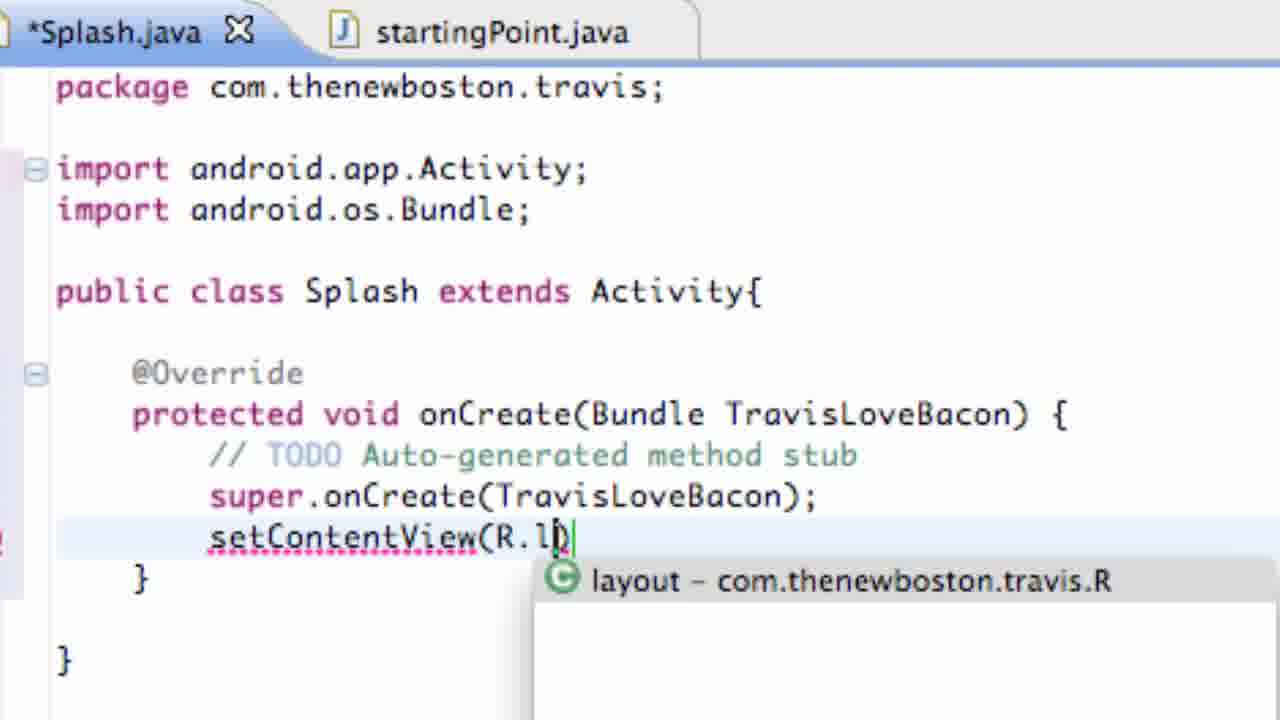 *Splash.java startingPoint.java
package com.thenewboston.travis;
import android.app.Activity;
import android.os.Bundle;
public class Splash extends Activity{
@Override
protected void onCreate(Bundle TravisLoveBacon) {
// TODO Auto-generated method stub
super.onCreate(TravisLoveBacon);
setContentView(R.l)
layout - com.thenewboston.travis.R
}
}